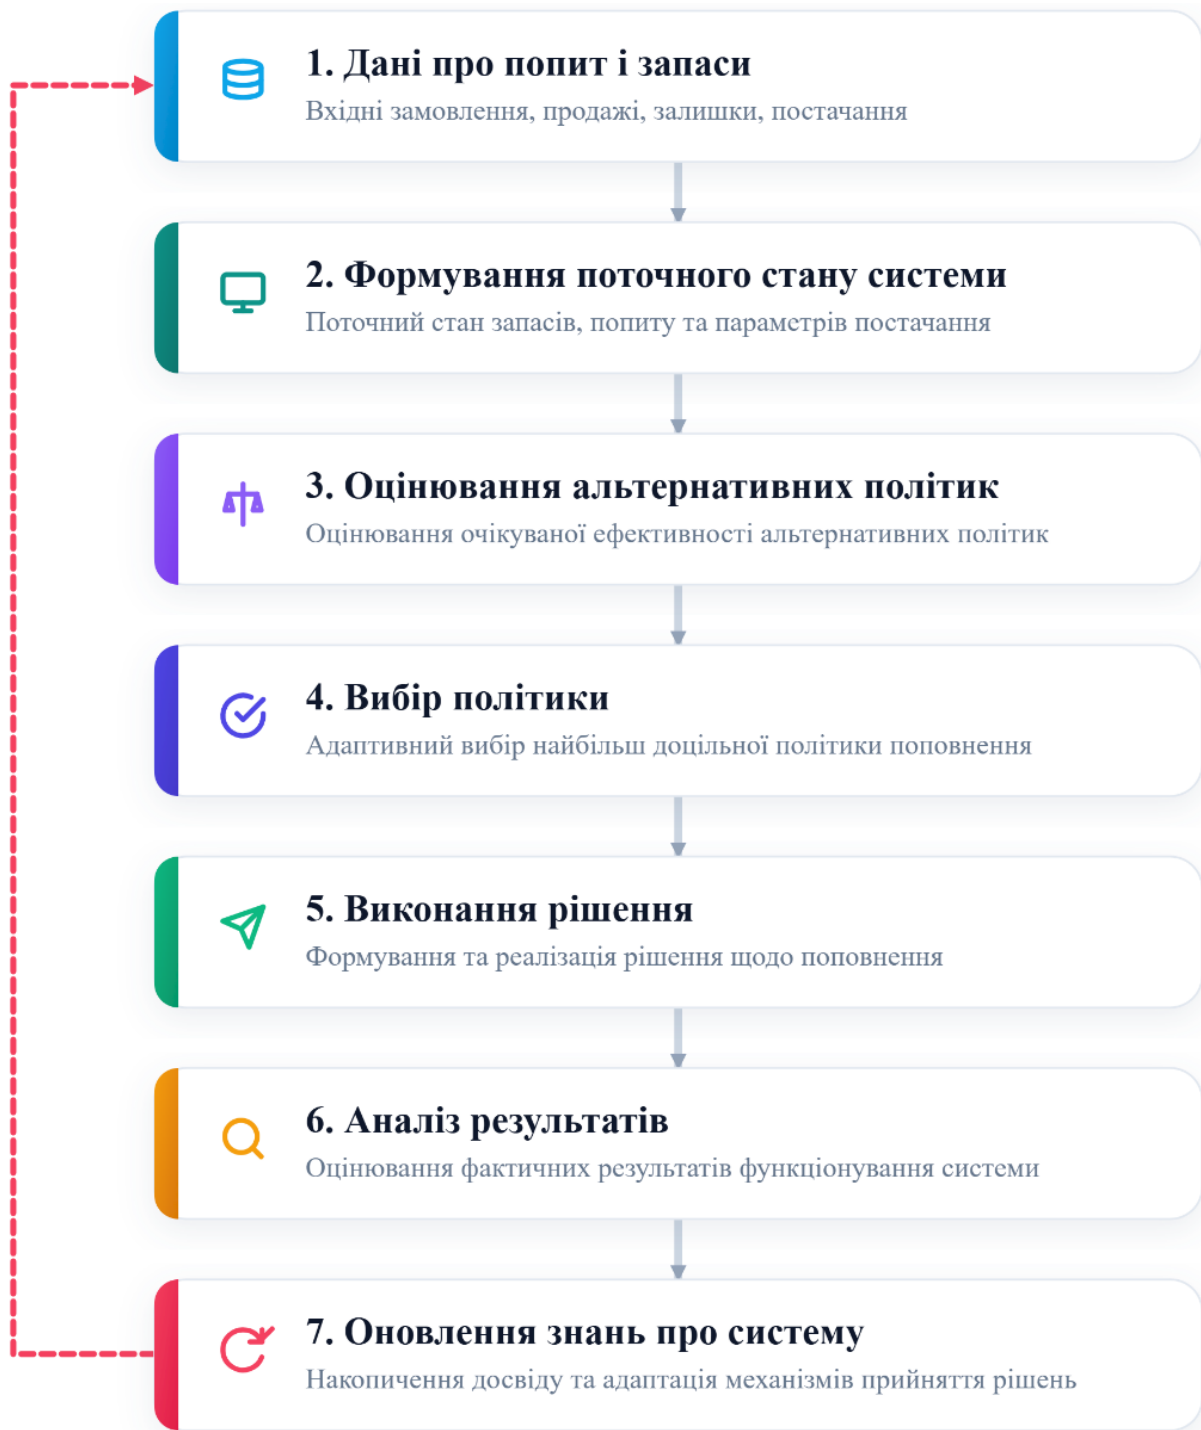 1. Дані про попит і запаси
Вхідні замовлення, продажі, залишки, постачання
2. Формування поточного стану системи
Поточний стан запасів, попиту та параметрів постачання
3. Оцінювання альтернативних політик
Оцінювання очікуваної ефективності альтернативних політик
4. Вибір політики
Адаптивний вибір найбільш доцільної політики поповнення
5. Виконання рішення
Формування та реалізація рішення щодо поповнення
6. Аналіз результатів
Оцінювання фактичних результатів функціонування системи
7. Оновлення знань про систему
Накопичення досвіду та адаптація механізмів прийняття рішень